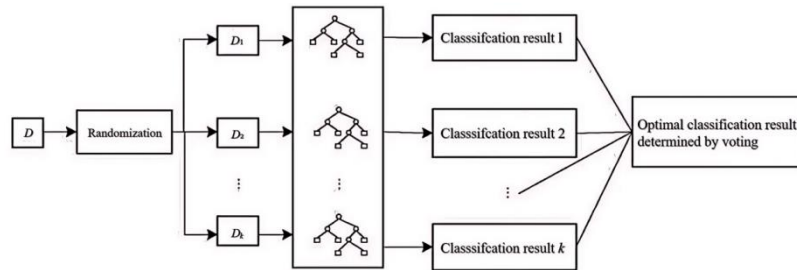 D
Randomization
D₁
D₂
⋮
Dₖ
⋮
Classsifcation result 1
Classsifcation result 2
⋮
Classsifcation result k
Optimal classification result
determined by voting